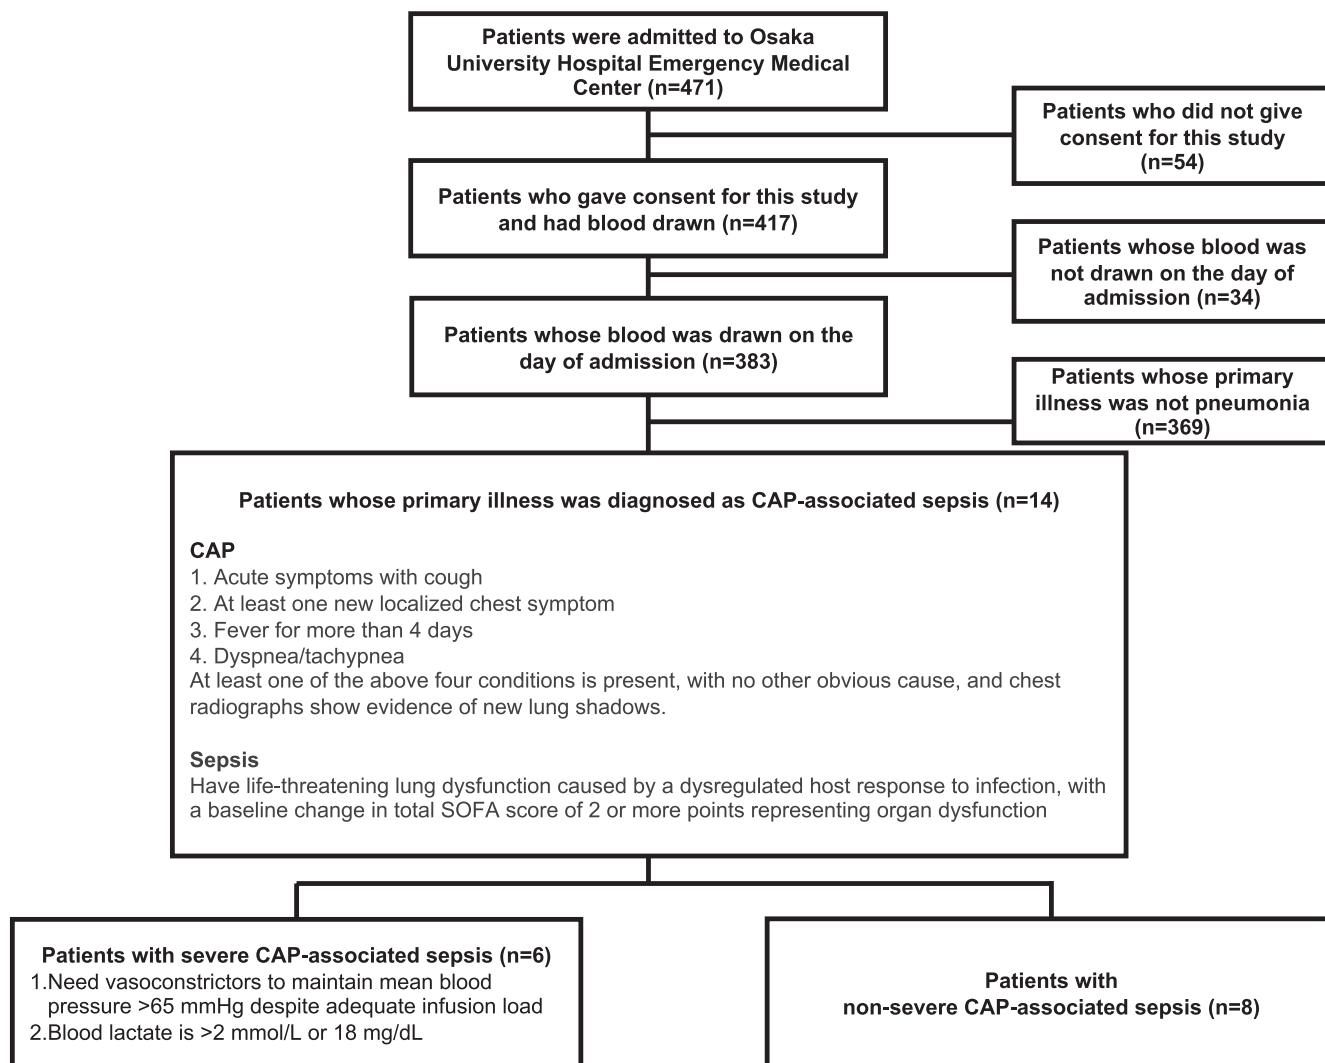 Patients were admitted to Osaka
University Hospital Emergency Medical
Center (n=471)
Patients who did not give
consent for this study
(n=54)
Patients who gave consent for this study
and had blood drawn (n=417)
Patients whose blood was
not drawn on the day of
admission (n=34)
Patients whose blood was drawn on the
day of admission (n=383)
Patients whose primary
illness was not pneumonia
(n=369)
Patients whose primary illness was diagnosed as CAP-associated sepsis (n=14)
CAP
1. Acute symptoms with cough
2. At least one new localized chest symptom
3. Fever for more than 4 days
4. Dyspnea/tachypnea
At least one of the above four conditions is present, with no other obvious cause, and chest
radiographs show evidence of new lung shadows.
Sepsis
Have life-threatening lung dysfunction caused by a dysregulated host response to infection, with
a baseline change in total SOFA score of 2 or more points representing organ dysfunction
Patients with severe CAP-associated sepsis (n=6)
1.Need vasoconstrictors to maintain mean blood
pressure >65 mmHg despite adequate infusion load
2.Blood lactate is >2 mmol/L or 18 mg/dL
Patients with
non-severe CAP-associated sepsis (n=8)